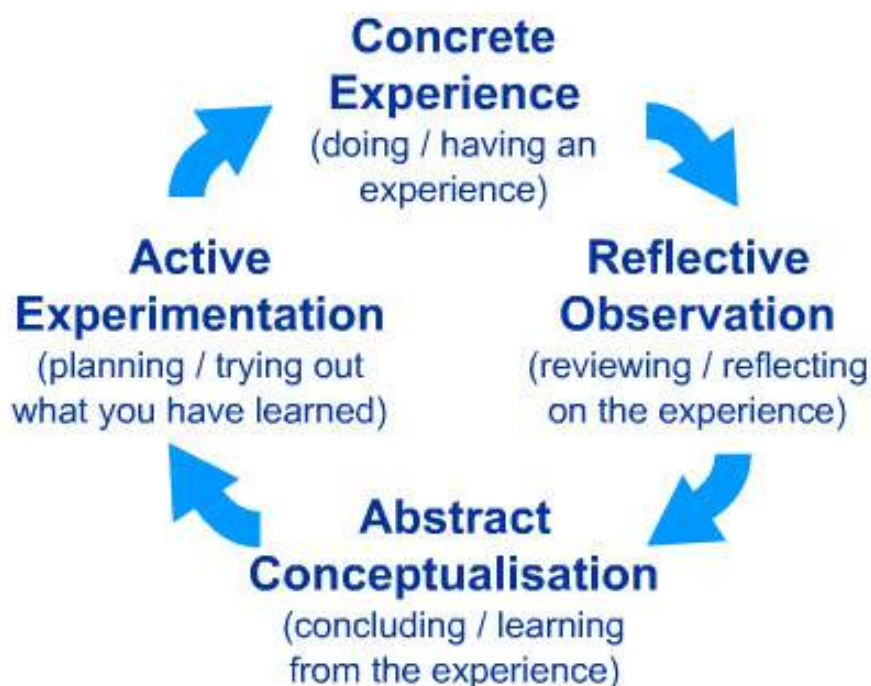 Concrete
Experience
(doing / having an
experience)
Reflective
Observation
(reviewing / reflecting
on the experience)
Abstract
Conceptualisation
(concluding / learning
from the experience)
Active
Experimentation
(planning / trying out
what you have learned)